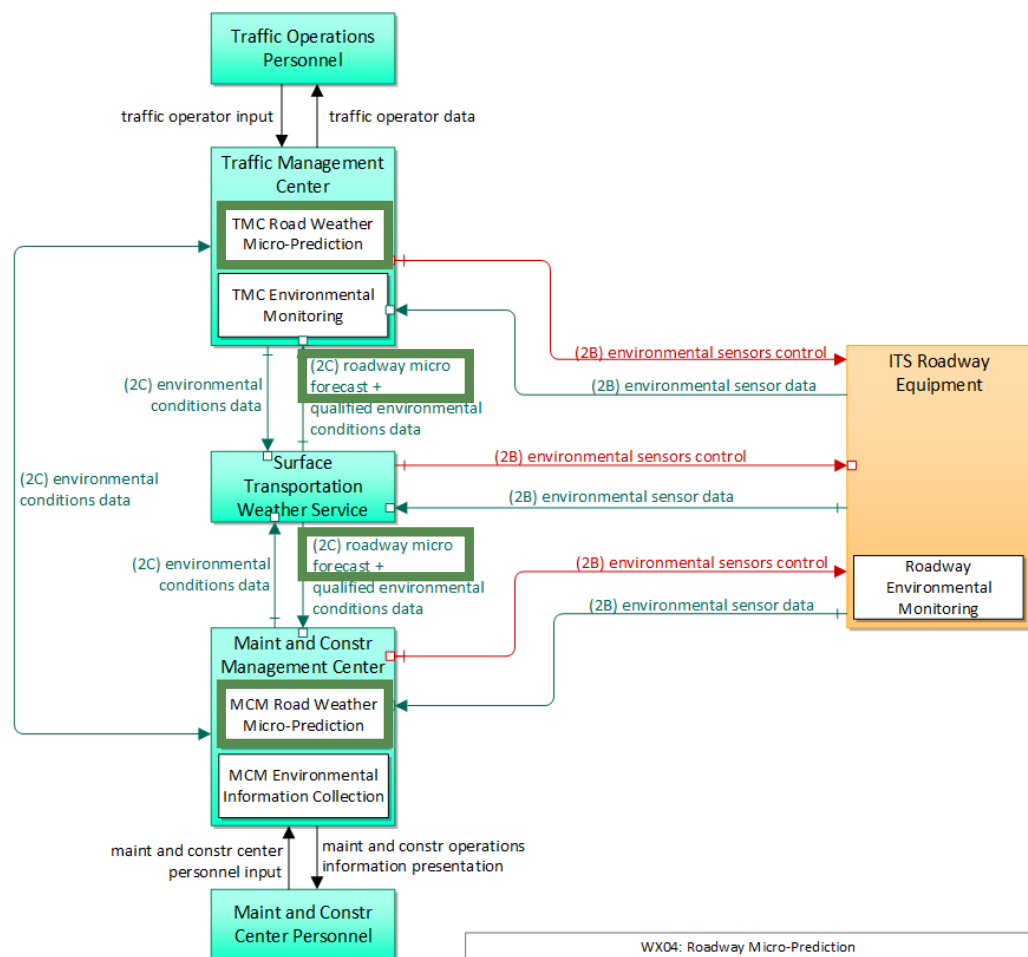 Traffic Operations
Personnel
traffic operator input
traffic operator data
Traffic Management
Center
TMC Road Weather
Micro-Prediction
TMC Environmental
Monitoring
(2B) environmental sensors control
(2B) environmental sensor data
ITS Roadway
Equipment
(2C) environmental
conditions data
(2C) roadway micro
forecast +
qualified environmental
conditions data
(2C) environmental
conditions data
Surface
Transportation
Weather Service
(2B) environmental sensors control
(2B) environmental sensor data
(2C) environmental
conditions data
(2C) roadway micro
forecast +
qualified environmental
conditions data
(2B) environmental sensors control
(2B) environmental sensor data
Roadway
Environmental
Monitoring
Maint and Constr
Management Center
MCM Road Weather
Micro-Prediction
MCM Environmental
Information Collection
maint and constr center
personnel input
maint and constr operations
information presentation
Maint and Constr
Center Personnel
WX04: Roadway Micro-Prediction